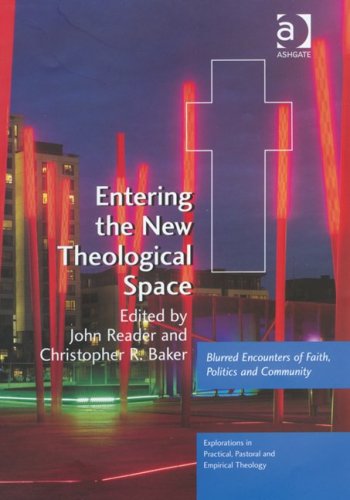 a
ASHGATE
Entering
the New
Theological
Space
Edited by
John Reader and
Christopher R. Baker
Blurred Encounters of Faith,
Politics and Community
Explorations in
Practical, Pastoral and
Empirical Theology